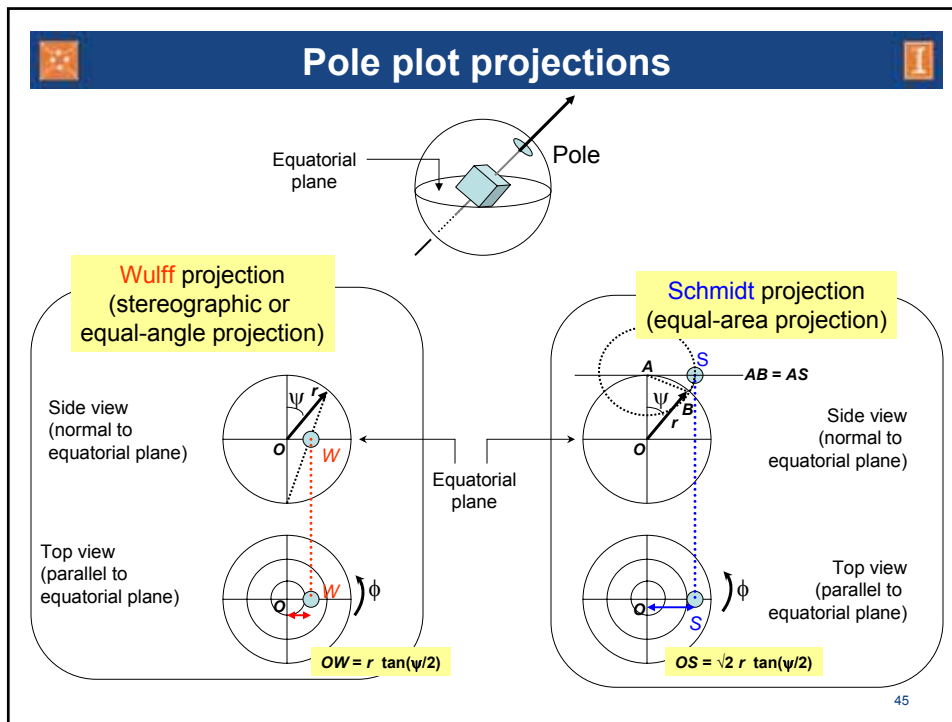 Pole plot projections
I
Equatorial
plane
Pole
Wulff projection
(stereographic or
equal-angle projection)
r
ψ
O
W
Side view
(normal to
equatorial plane)
Top view
(parallel to
equatorial plane)
O
W
ϕ
OW = r tan(ψ/2)
Equatorial
plane
Schmidt projection
(equal-area projection)
S
A
AB = AS
ψ
B
r
O
Side view
(normal to
equatorial plane)
Top view
(parallel to
equatorial plane)
O
S
ϕ
OS = √2 r tan(ψ/2)
45